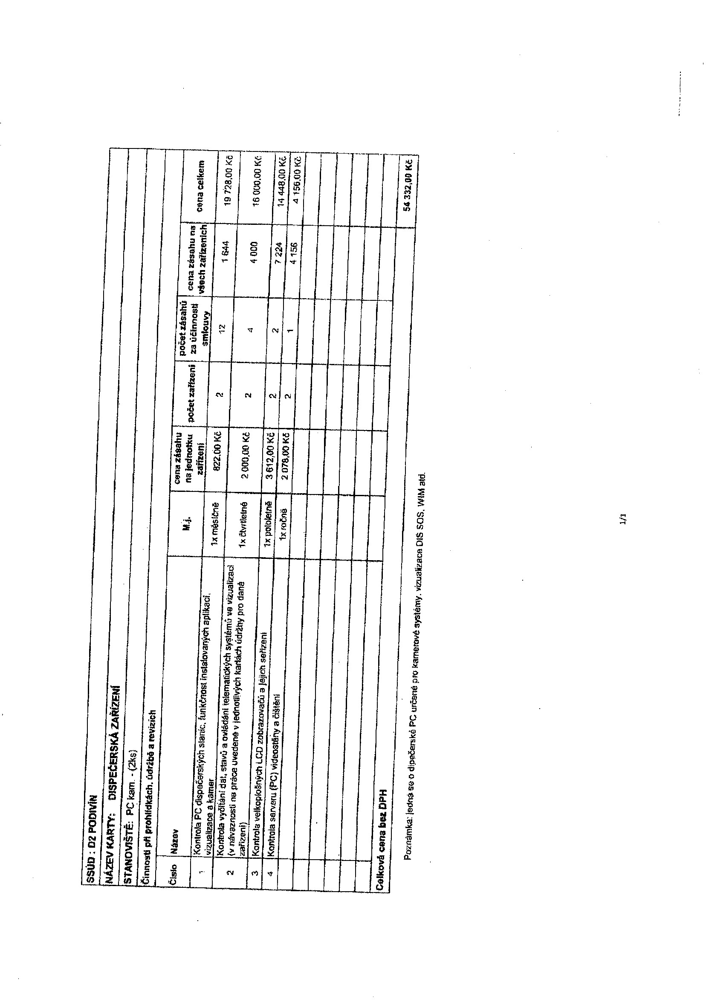 SSÚD : D2 PODIVÍN
NÁZEV KARTY: DISPEČERSKÁ ZAŘÍZENÍ
STANOVIŠTĚ: PC kam. - (2ks)
Činnosti při prohlídkách, údržbě a revizích
Číslo Název M.j. cena zásahu na jednotku zařízení počet zařízení počet zásahů za účinnosti smlouvy cena zásahu na všech zařízeních cena celkem
1 Kontrola PC dispečerských stanic, funkčnost instalovaných aplikací, 1x měsíčně 822,00 Kč 2 12 1 644 19 728,00 Kč
vizualizace a kamer
2 Kontrola vyčítání dat, stavů a ovládání telematických systémů ve vizualizaci 1x čtvrtletně 2 000,00 Kč 2 4 4 000 16 000,00 Kč
(v návaznosti na práce uvedené v jednotlivých kartách údržby pro daná
zařízení)
3 Kontrola velkoplošných LCD zobrazovačů a jejich seřízení 1x pololetně 3 612,00 Kč 2 2 7 224 14 448,00 Kč
4 Kontrola serveru (PC) videostěny a čištění 1x ročně 2 078,00 Kč 2 1 4 156 4 156,00 Kč
Celková cena bez DPH 54 332,00 Kč
Poznámka: jedná se o dipečerské PC určené pro kamerové systémy, vizualizace DIS SOS, WIM atd.
1/1